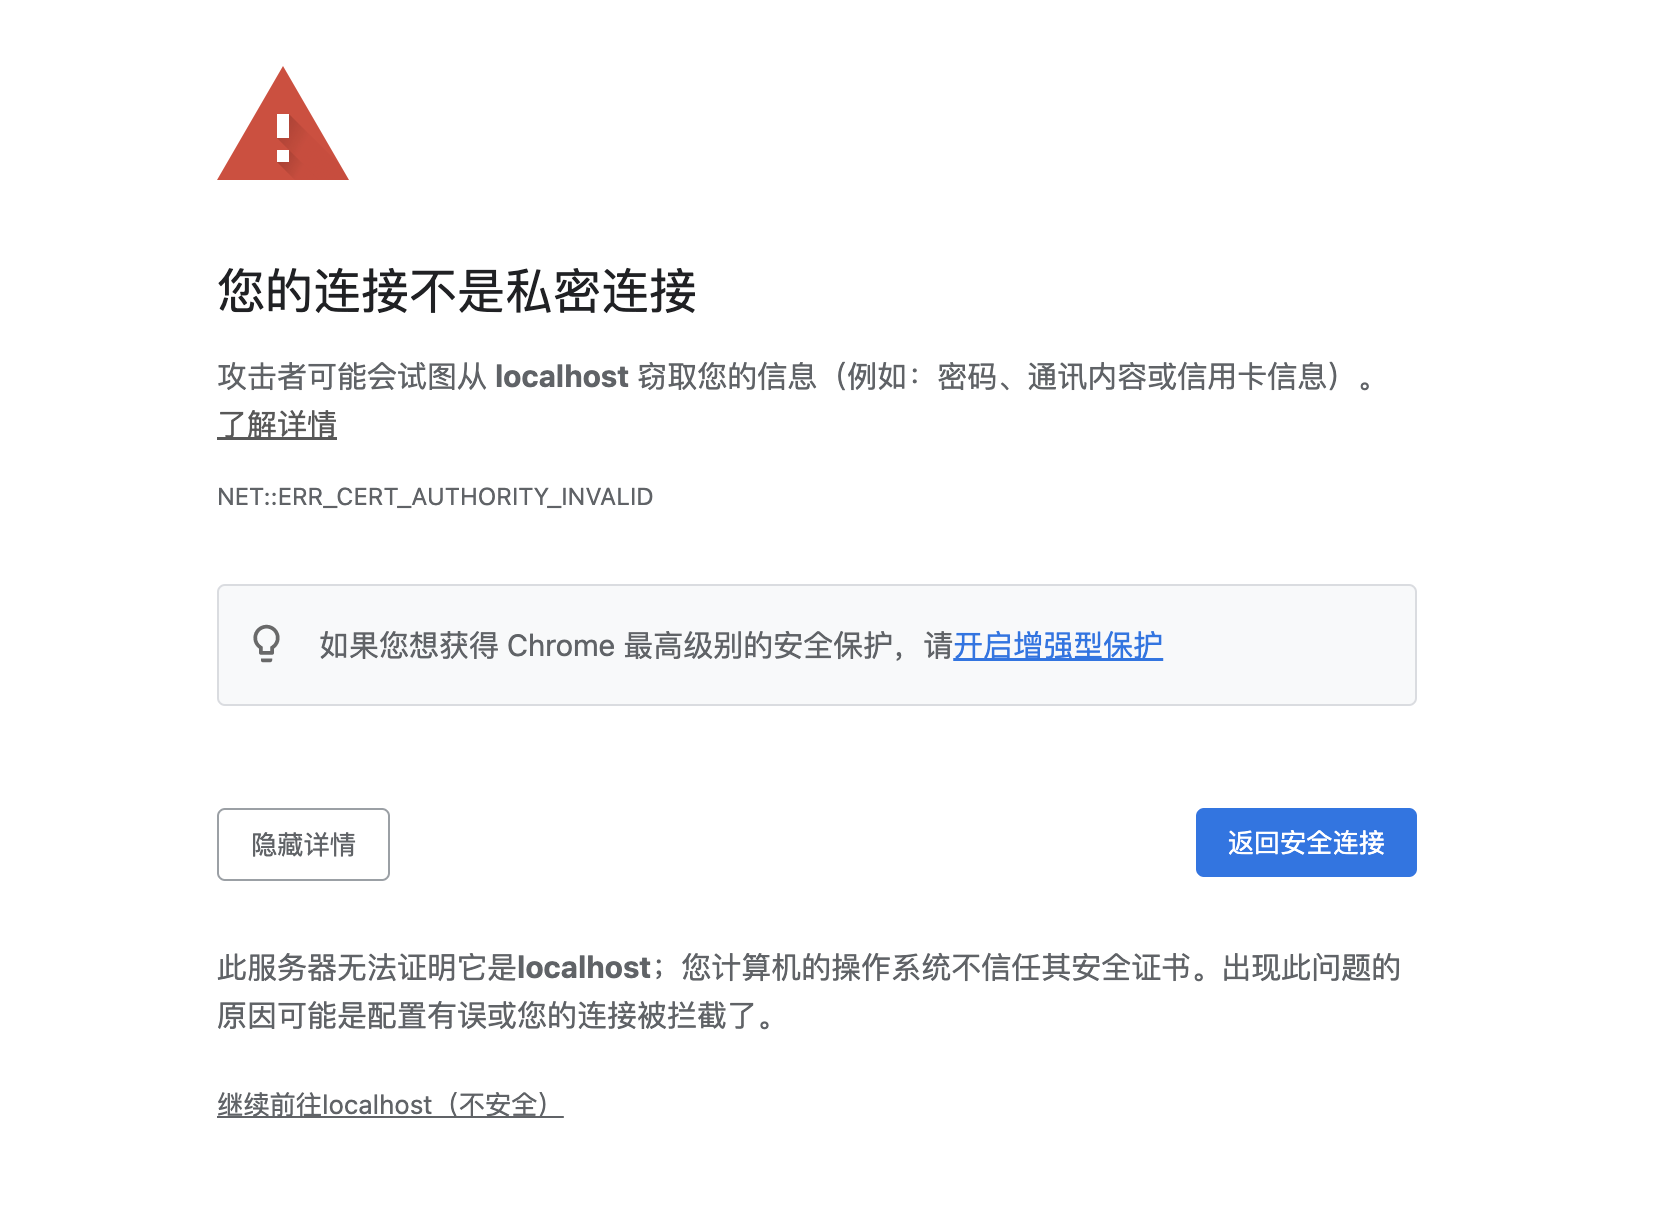 您的连接不是私密连接
攻击者可能会试图从 localhost 窃取您的信息（例如：密码、通讯内容或信用卡信息）。
了解详情
NET::ERR_CERT_AUTHORITY_INVALID
如果您想获得 Chrome 最高级别的安全保护，请开启增强型保护
隐藏详情
返回安全连接
此服务器无法证明它是localhost；您计算机的操作系统不信任其安全证书。出现此问题的
原因可能是配置有误或您的连接被拦截了。
继续前往localhost（不安全）